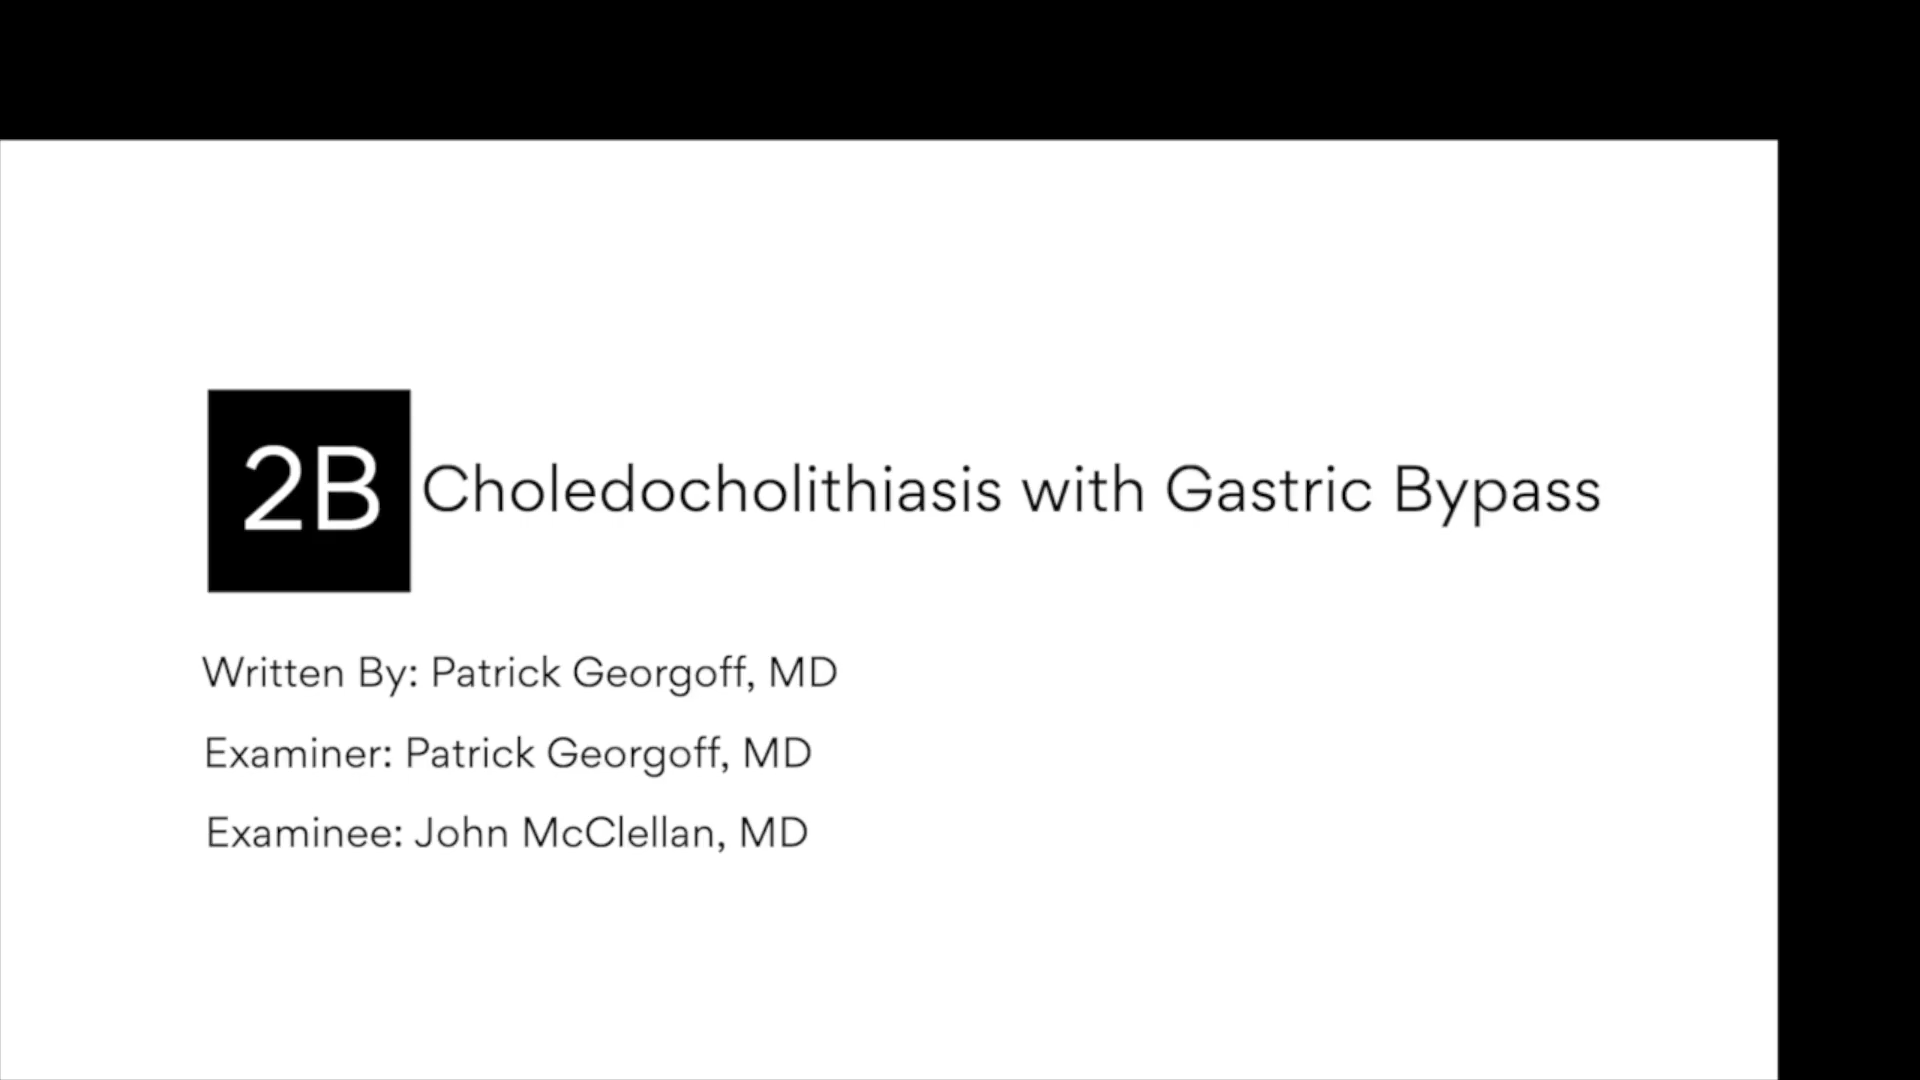 2B Choledocholithiasis with Gastric Bypass
Written By: Patrick Georgoff, MD
Examiner: Patrick Georgoff, MD
Examinee: John McClellan, MD